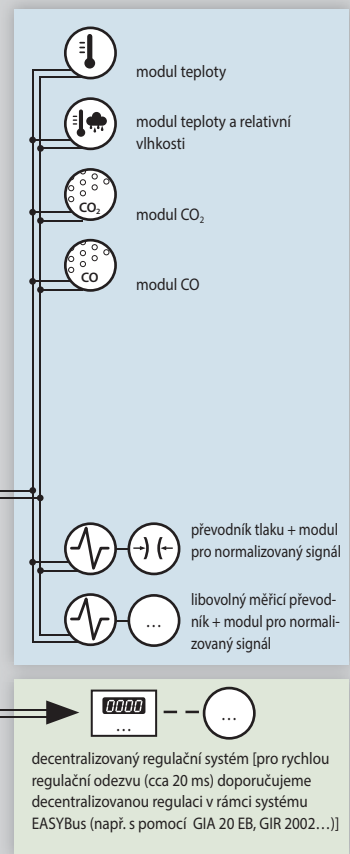 modul teploty
modul teploty a relativní
vlhkosti
CO₂
modul CO₂
CO
modul CO
převodník tlaku + modul
pro normalizovaný signál
...
libovolný měřicí převod-
ník + modul pro normali-
zovaný signál
0000
...
...
decentralizovaný regulační systém [pro rychlou
regulační odezvu (cca 20 ms) doporučujeme
decentralizovanou regulaci v rámci systému
EASYBus (např. s pomocí GIA 20 EB, GIR 2002…)]